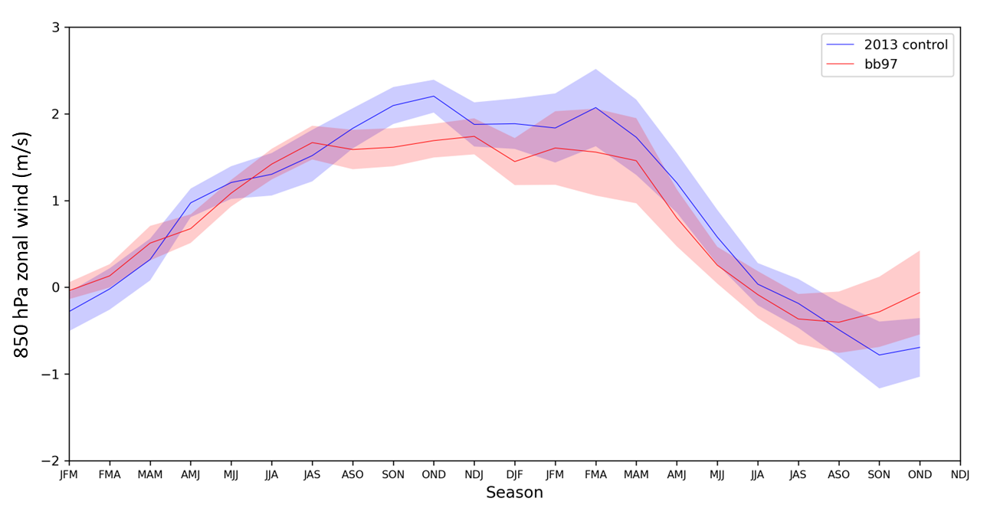 3
2
1
0
−1
−2
850 hPa zonal wind (m/s)
2013 control
bb97
JFM FMA MAM AMJ MJJ JJA JAS ASO SON OND NDJ DJF JFM FMA MAM AMJ MJJ JJA JAS ASO SON OND NDJ
Season